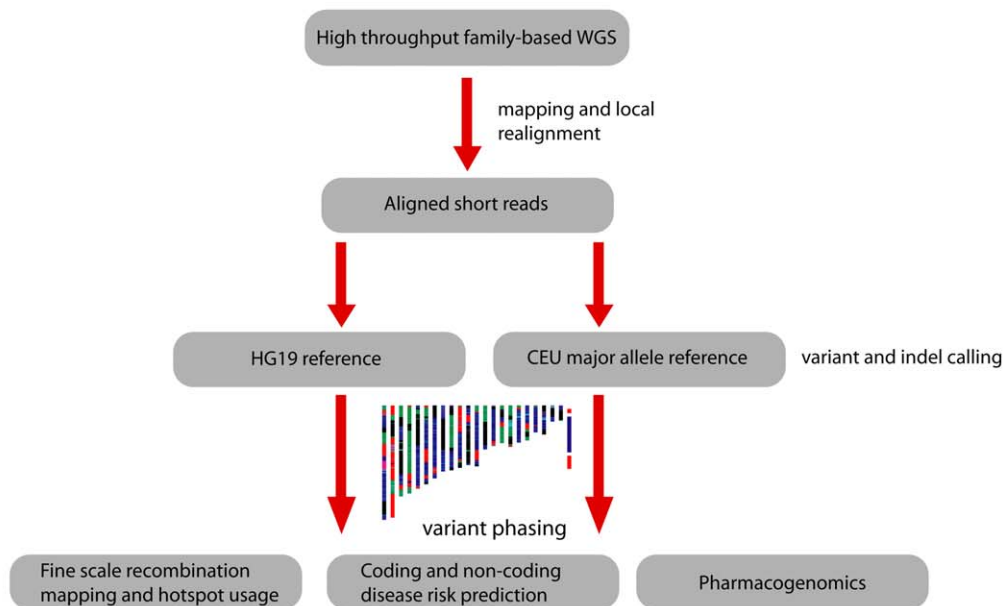 High throughput family-based WGS
mapping and local
realignment
Aligned short reads
HG19 reference
CEU major allele reference
variant and indel calling
variant phasing
Fine scale recombination
mapping and hotspot usage
Coding and non-coding
disease risk prediction
Pharmacogenomics